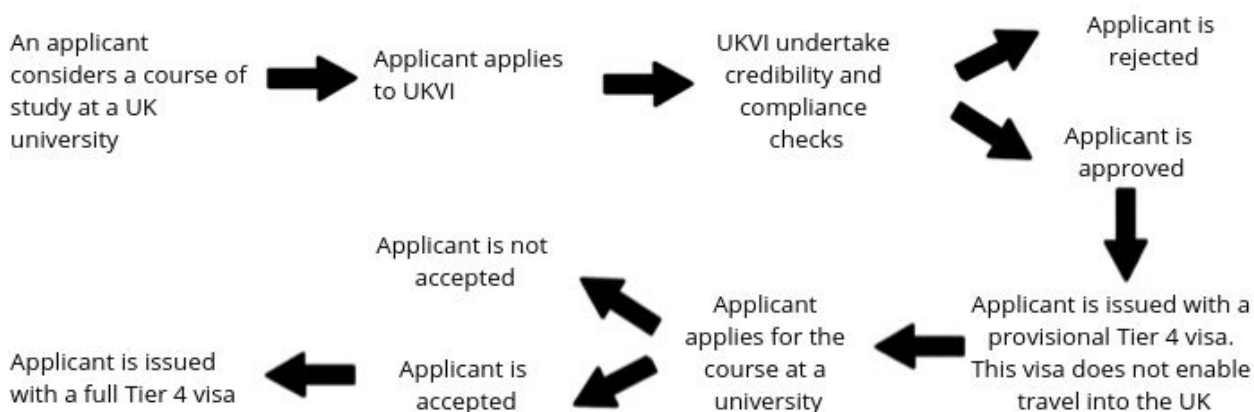 An applicant
considers a course of
study at a UK
university
Applicant applies
to UKVI
UKVI undertake
credibility and
compliance
checks
Applicant is
rejected
Applicant is
approved
Applicant is issued with a
provisional Tier 4 visa.
This visa does not enable
travel into the UK
Applicant
applies for the
course at a
university
Applicant is not
accepted
Applicant is
accepted
Applicant is issued
with a full Tier 4 visa